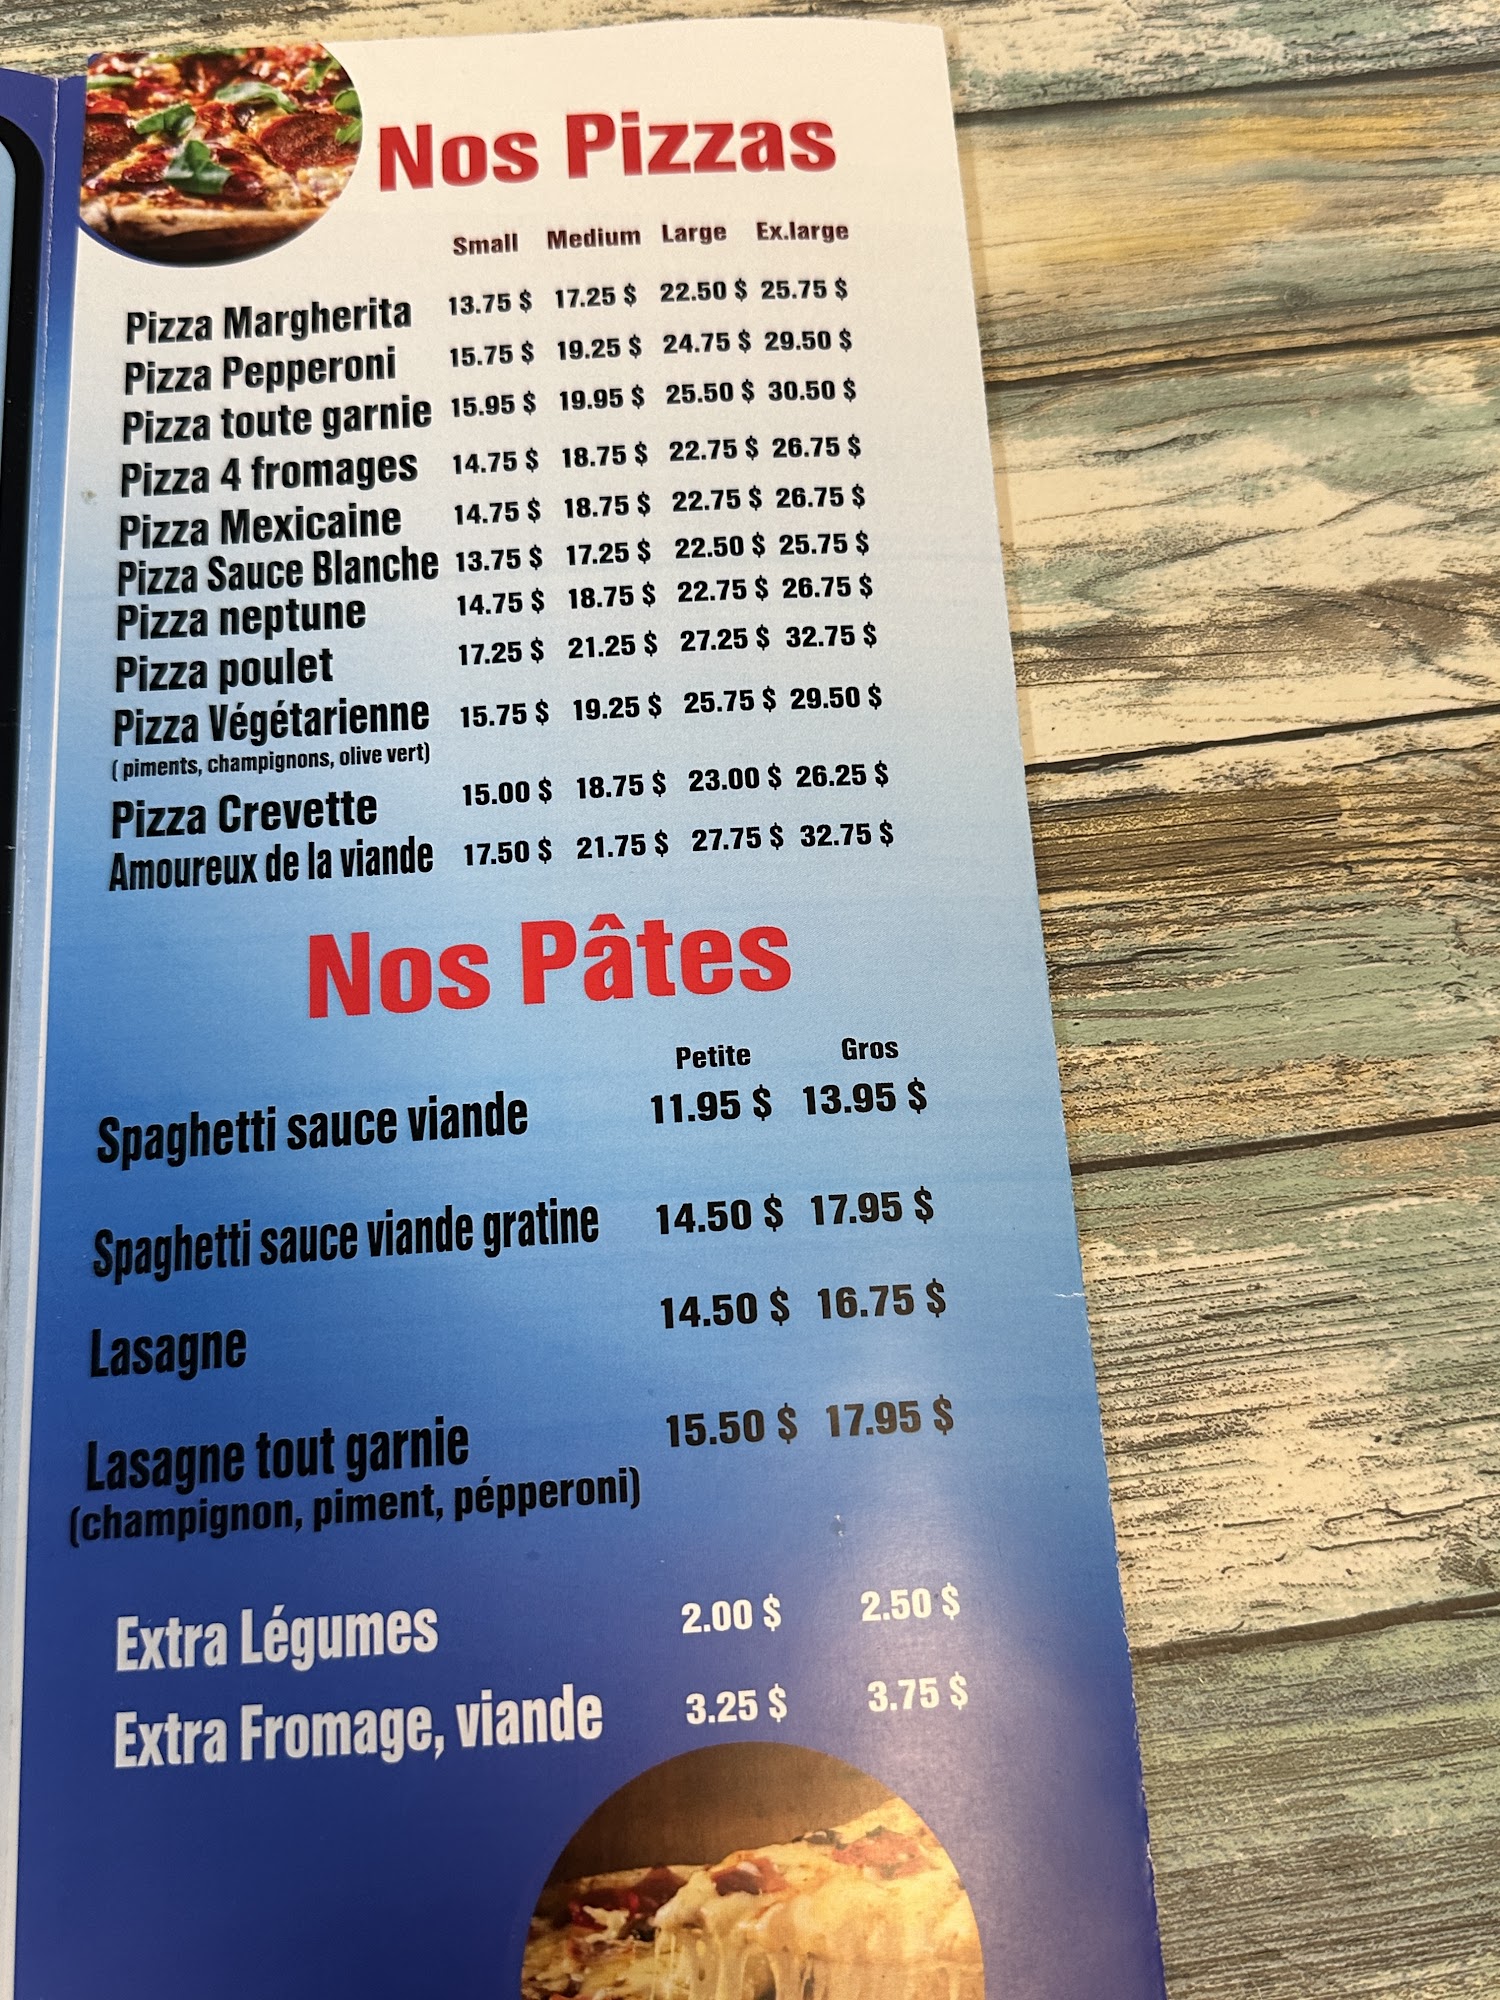 Nos Pizzas
Small Medium Large Ex.large
Pizza Margherita 13.75 $ 17.25 $ 22.50 $ 25.75 $
Pizza Pepperoni 15.75 $ 19.25 $ 24.75 $ 29.50 $
Pizza toute garnie 15.95 $ 19.95 $ 25.50 $ 30.50 $
Pizza 4 fromages 14.75 $ 18.75 $ 22.75 $ 26.75 $
Pizza Mexicaine 14.75 $ 18.75 $ 22.75 $ 26.75 $
Pizza Sauce Blanche 13.75 $ 17.25 $ 22.50 $ 25.75 $
Pizza neptune 14.75 $ 18.75 $ 22.75 $ 26.75 $
Pizza poulet 17.25 $ 21.25 $ 27.25 $ 32.75 $
Pizza Végétarienne 15.75 $ 19.25 $ 25.75 $ 29.50 $
( piments, champignons, olive vert)
Pizza Crevette 15.00 $ 18.75 $ 23.00 $ 26.25 $
Amoureux de la viande 17.50 $ 21.75 $ 27.75 $ 32.75 $
Nos Pâtes
Petite Gros
Spaghetti sauce viande 11.95 $ 13.95 $
Spaghetti sauce viande gratine 14.50 $ 17.95 $
Lasagne 14.50 $ 16.75 $
Lasagne tout garnie 15.50 $ 17.95 $
(champignon, piment, pépperoni)
Extra Légumes 2.00 $ 2.50 $
Extra Fromage, viande 3.25 $ 3.75 $